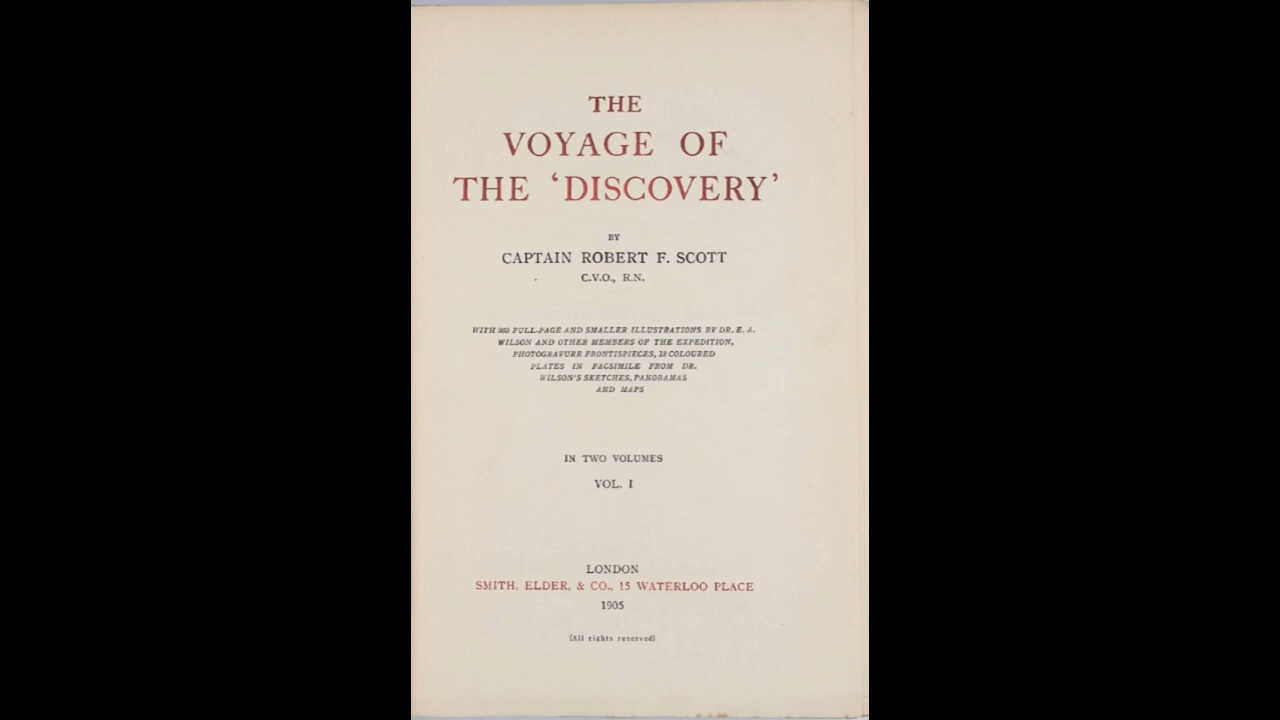 THE
VOYAGE OF
THE ‘DISCOVERY’
BY
CAPTAIN ROBERT F. SCOTT
C.V.O., R.N.
WITH 260 FULL-PAGE AND SMALLER ILLUSTRATIONS BY DR. E. A.
WILSON AND OTHER MEMBERS OF THE EXPEDITION,
PHOTOGRAVURE FRONTISPIECES, 12 COLOURED
PLATES IN FACSIMILE FROM DR.
WILSON'S SKETCHES, PANORAMAS
AND MAPS
IN TWO VOLUMES
VOL. I
LONDON
SMITH, ELDER, & CO., 15 WATERLOO PLACE
1905
[All rights reserved]